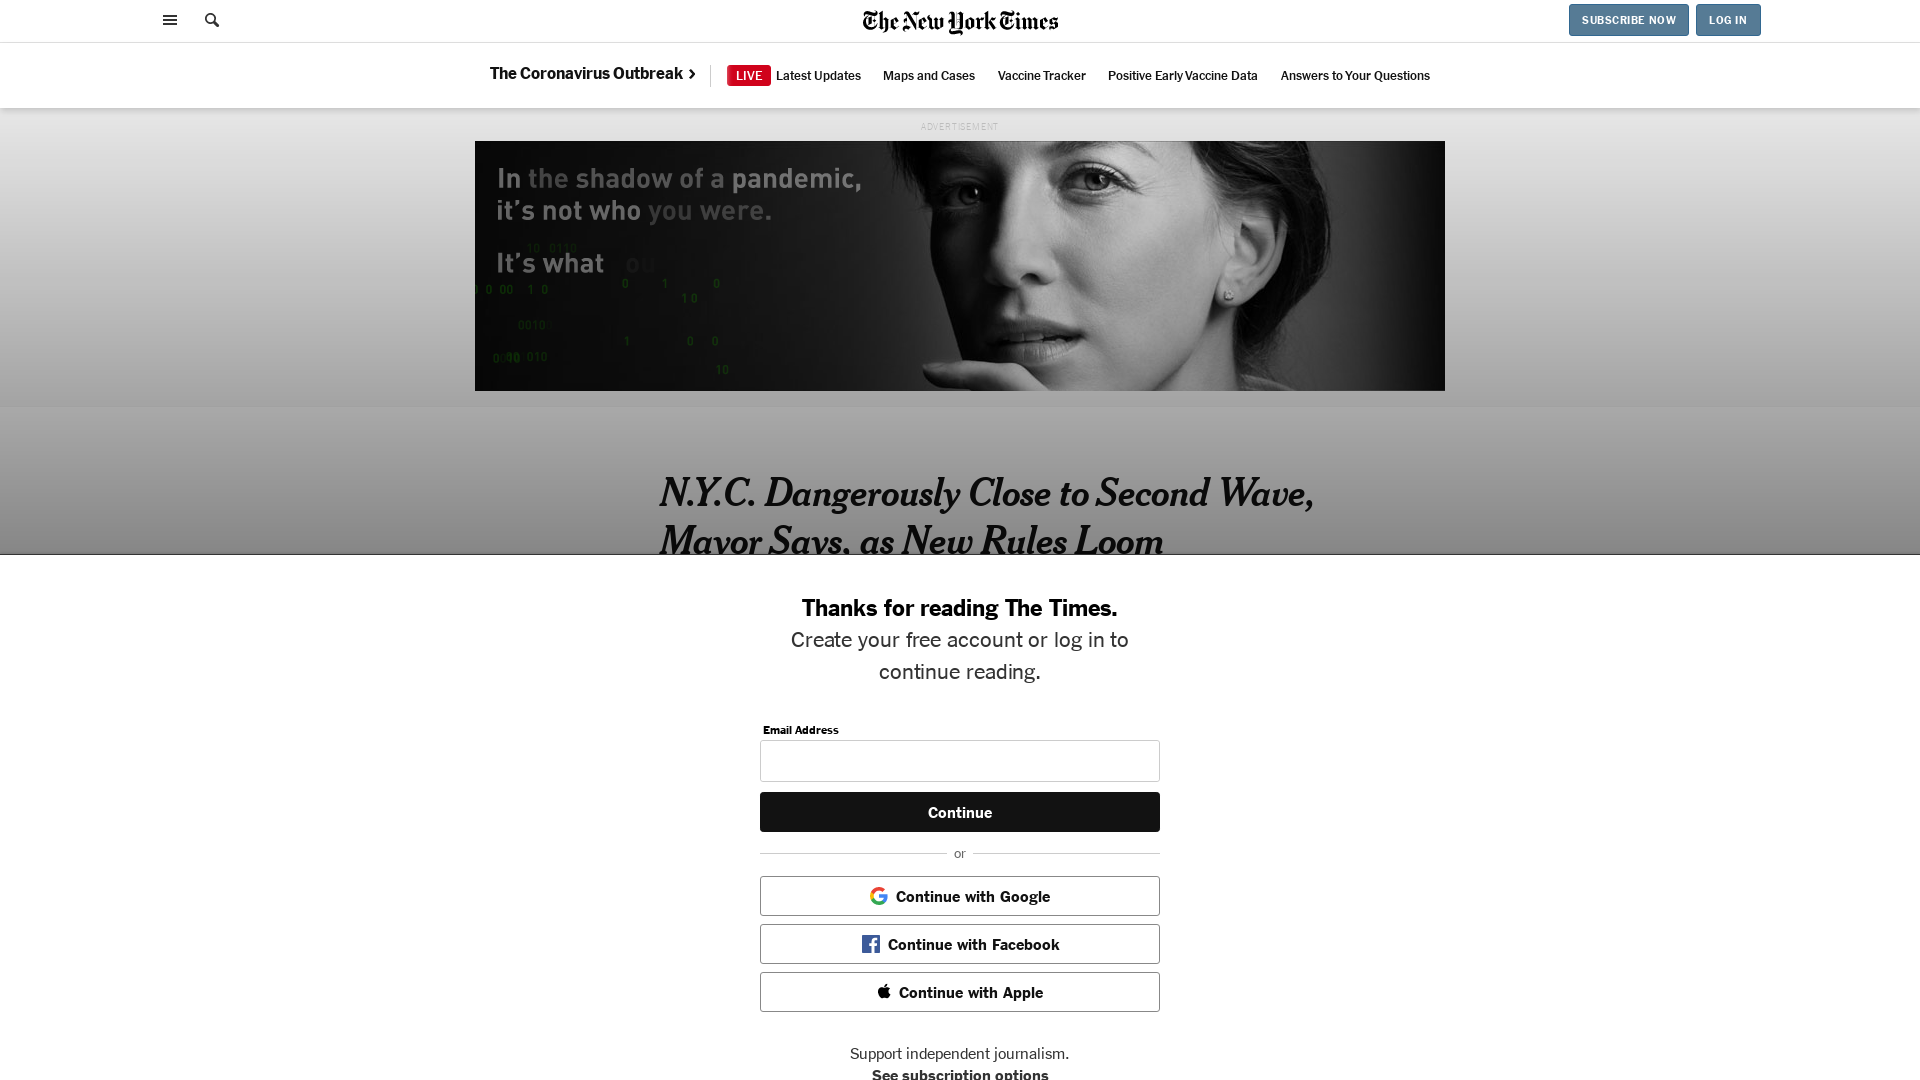 The New York Times
SUBSCRIBE NOW
LOG IN
The Coronavirus Outbreak
LIVE Latest Updates
Maps and Cases
Vaccine Tracker
Positive Early Vaccine Data
Answers to Your Questions
ADVERTISEMENT
In the shadow of a pandemic,
it's not who you were.
It's what
N.Y.C. Dangerously Close to Second Wave,
Mayor Says, as New Rules Loom
Thanks for reading The Times.
Create your free account or log in to
continue reading.
Email Address
Continue
or
Continue with Google
Continue with Facebook
Continue with Apple
Support independent journalism.
See subscription options